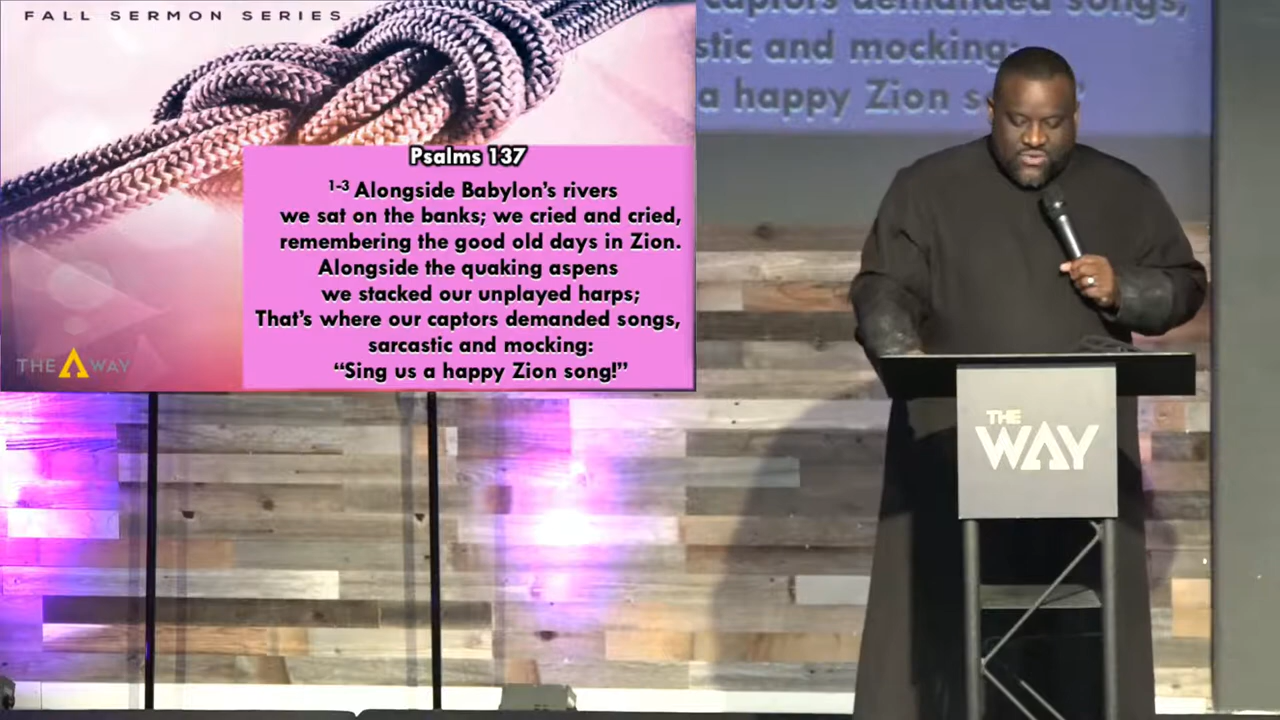 FALL SERMON SERIES
Psalms 137
1-3 Alongside Babylon's rivers
we sat on the banks; we cried and cried,
remembering the good old days in Zion.
Alongside the quaking aspens
we stacked our unplayed harps;
That's where our captors demanded songs,
sarcastic and mocking:
“Sing us a happy Zion song!”
THE WAY
captors demanded songs,
stic and mocking:
a happy Zion s
THE
WAY